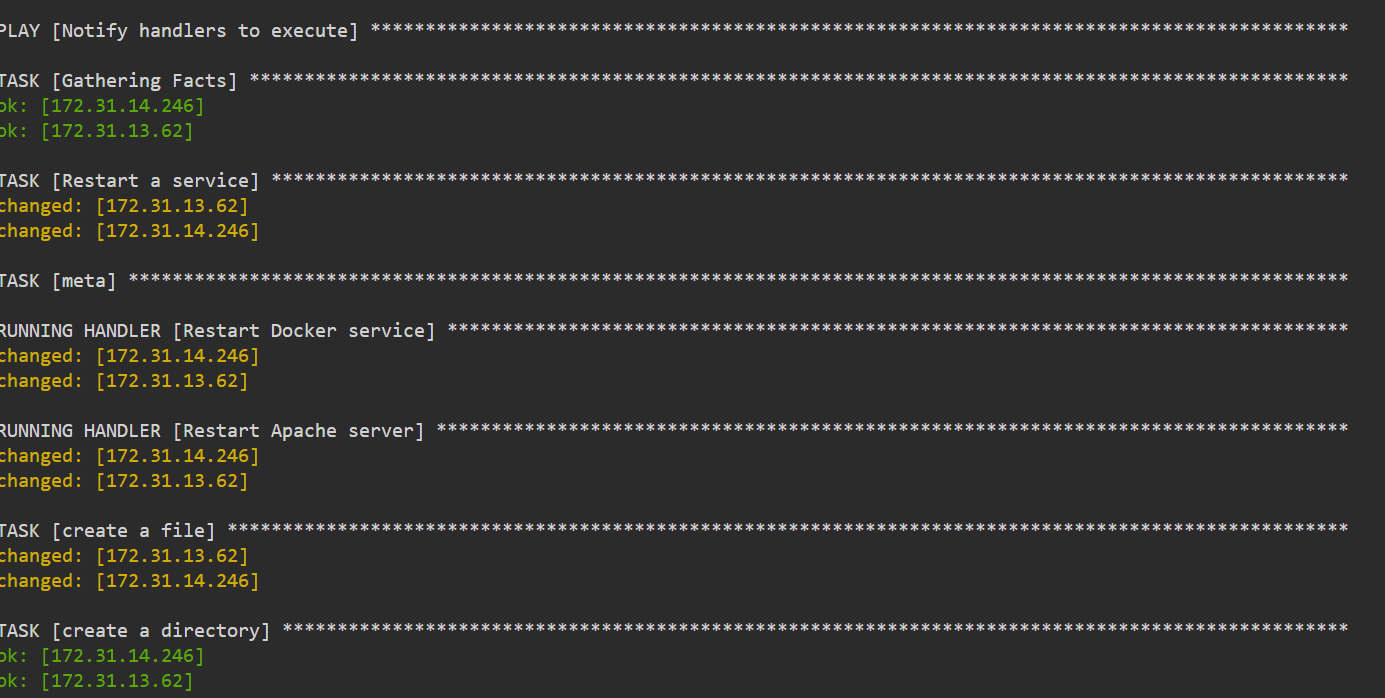 PLAY [Notify handlers to execute] *****************************************************************************************
TASK [Gathering Facts] ****************************************************************************************************
ok: [172.31.14.246]
ok: [172.31.13.62]
TASK [Restart a service] **************************************************************************************************
changed: [172.31.13.62]
changed: [172.31.14.246]
TASK [meta] ***************************************************************************************************************
RUNNING HANDLER [Restart Docker service] **********************************************************************************
changed: [172.31.14.246]
changed: [172.31.13.62]
RUNNING HANDLER [Restart Apache server] ***********************************************************************************
changed: [172.31.14.246]
changed: [172.31.13.62]
TASK [create a file] ******************************************************************************************************
changed: [172.31.13.62]
changed: [172.31.14.246]
TASK [create a directory] *************************************************************************************************
ok: [172.31.14.246]
ok: [172.31.13.62]